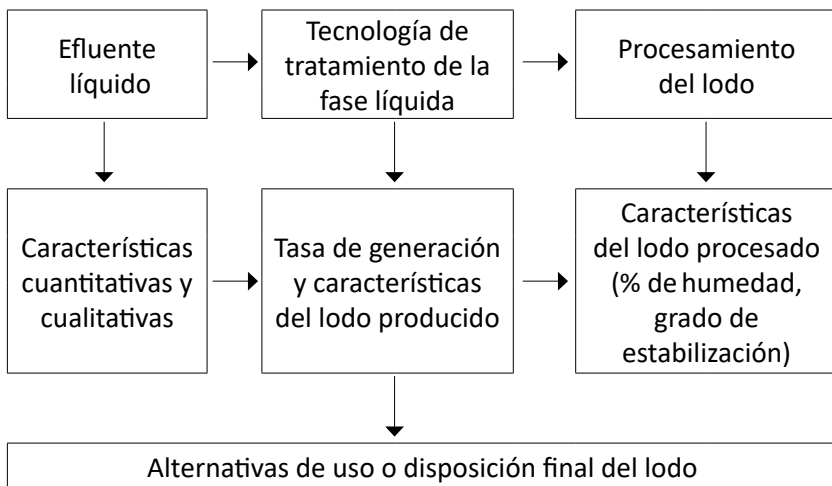 Efluente
líquido
Tecnología de
tratamiento de la
fase líquida
Procesamiento
del lodo
Características
cuantitativas y
cualitativas
Tasa de generación
y características
del lodo producido
Características
del lodo procesado
(% de humedad,
grado de
estabilización)
Alternativas de uso o disposición final del lodo